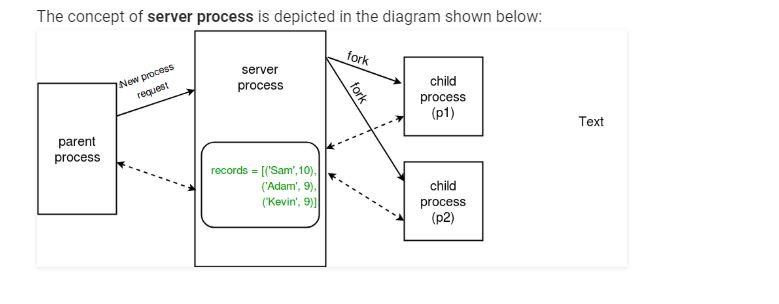 The concept of server process is depicted in the diagram shown below:
New process
request
server
process
fork
fork
child
process
(p1)
Text
parent
process
records = [('Sam',10),
('Adam', 9),
('Kevin', 9)]
child
process
(p2)